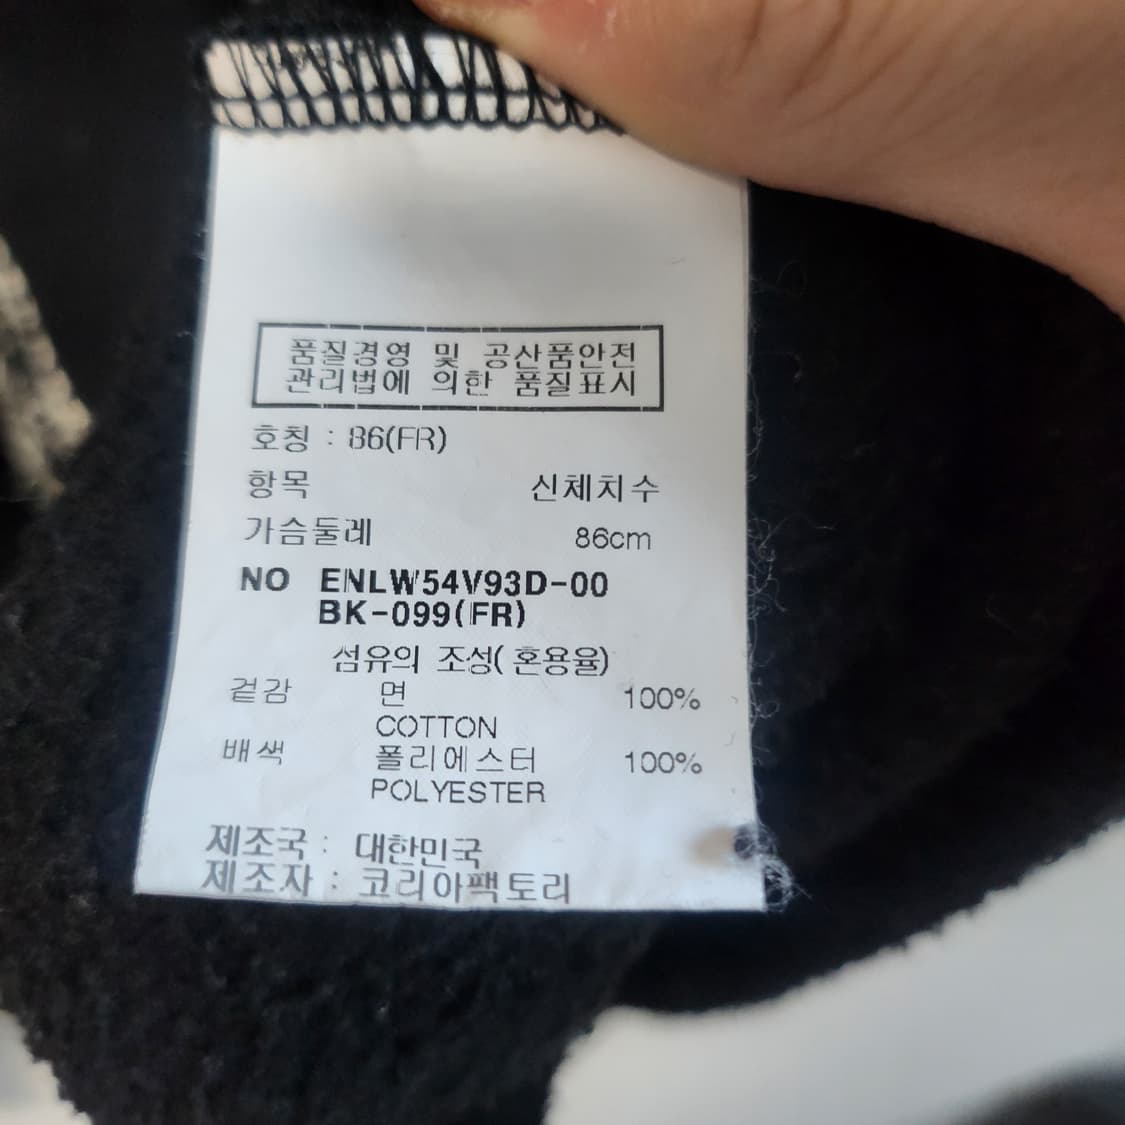 품질경영 및 공산품안전
관리법에 의한 품질표시
호칭 : 86(FR)
항목 신체치수
가슴둘레 86cm
NO ENLW54V93D-00
BK-099(FR)
섬유의 조성(혼용율)
겉감 면 100%
COTTON
배색 폴리에스터 100%
POLYESTER
제조국 : 대한민국
제조자 : 코리아팩토리